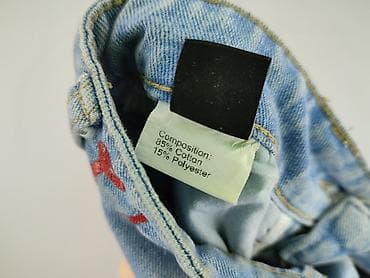 Composition:
85% Cotton
15% Polyester